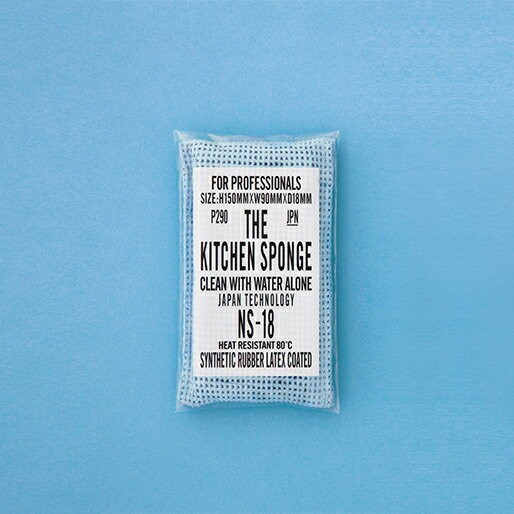 FOR PROFESSIONALS
SIZE:H150MMXW90MMXD18MM
P290 JPN
THE
KITCHEN SPONGE
CLEAN WITH WATER ALONE
JAPAN TECHNOLOGY
NS-18
HEAT RESISTANT 80°C
SYNTHETIC RUBBER LATEX COATED